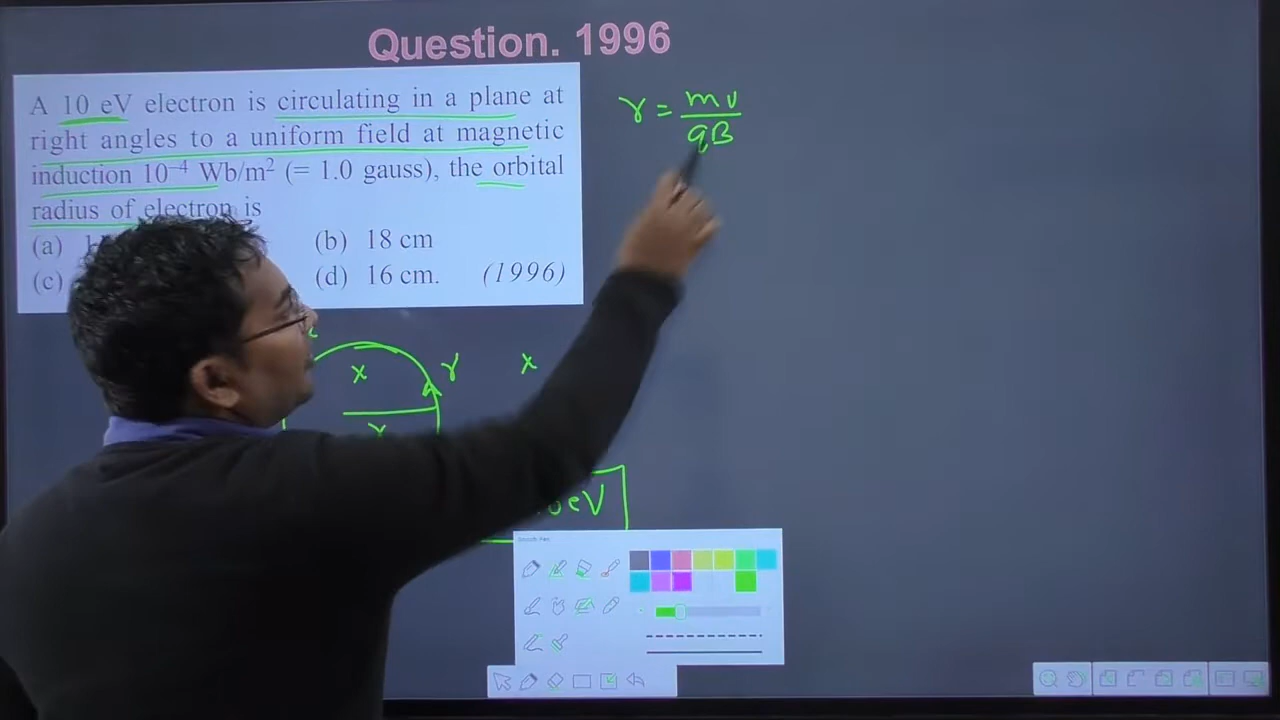 Question. 1996
A 10 eV electron is circulating in a plane at
right angles to a uniform field at magnetic
induction 10⁻⁴ Wb/m² (= 1.0 gauss), the orbital
radius of electron is
(a)
(b) 18 cm
(c)
(d) 16 cm. (1996)
r = mv/qB
x r x
r
eV